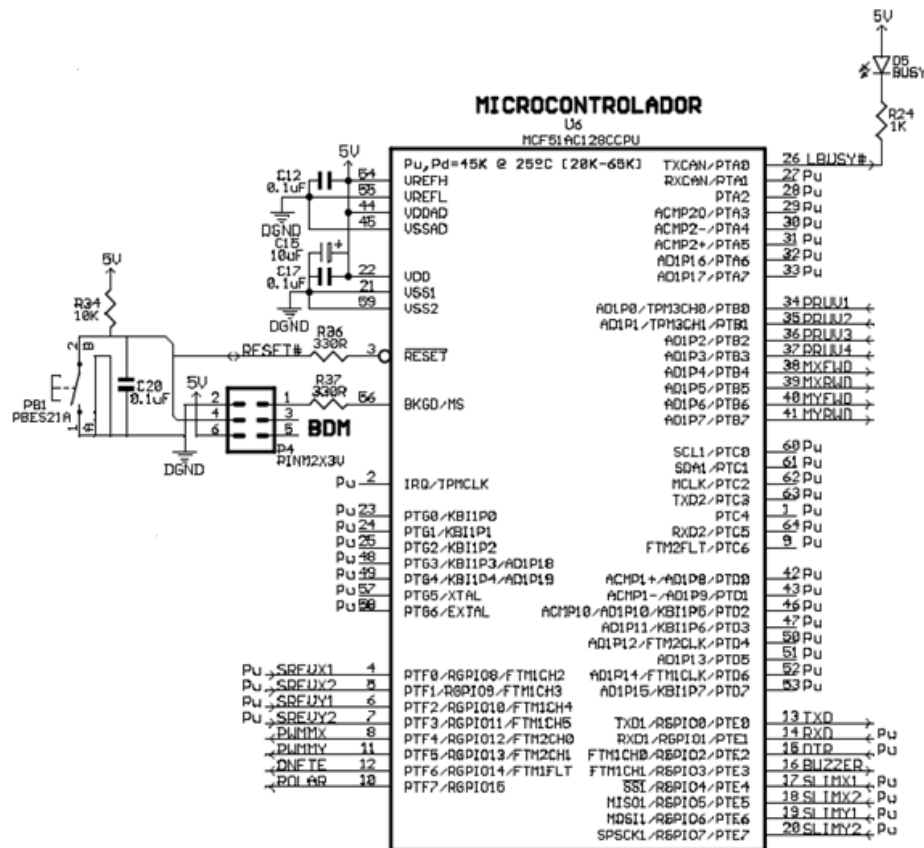 5V
D5
BUSY
R24
1K
MICROCONTROLADOR
U6
MCF51AC128CCPU
Pu,Pd=45K @ 25ºC [20K-65K]
5V
C12
0.1uF
DGND
C15
10uF
+
C17
0.1uF
DGND
54 VREFH
55 VREFL
44 VDDAD
45 VSSAD
22 VDD
21 VSS1
59 VSS2
5V
R34
10K
RESET#
R36
330R
3 RESET
2 B
1 A
PB1
PBES21A
C20
0.1uF
5V
R37
330R
56 BKGD/MS
2 1
4 3
6 5
BDM
P4
PINM2X3V
DGND
Pu 2 IRQ/TPMCLK
Pu 23 PTG0/KBI1P0
Pu 24 PTG1/KBI1P1
Pu 25 PTG2/KBI1P2
Pu 48 PTG3/KBI1P3/AD1P18
Pu 49 PTG4/KBI1P4/AD1P19
Pu 57 PTG5/XTAL
Pu 58 PTG6/EXTAL
Pu SREVX1 4 PTF0/RGPIO8/FTM1CH2
Pu SREVX2 5 PTF1/RGPIO9/FTM1CH3
Pu SREVY1 6 PTF2/RGPIO10/FTM1CH4
Pu SREVY2 7 PTF3/RGPIO11/FTM1CH5
PWMMX 8 PTF4/RGPIO12/FTM2CH0
PWMMY 11 PTF5/RGPIO13/FTM2CH1
ONFTE 12 PTF6/RGPIO14/FTM1FLT
POLAR 10 PTF7/RGPIO15
TXCAN/PTA0 26 LBUSY#
RXCAN/PTA1 27 Pu
PTA2 28 Pu
ACMP2O/PTA3 29 Pu
ACMP2-/PTA4 30 Pu
ACMP2+/PTA5 31 Pu
AD1P16/PTA6 32 Pu
AD1P17/PTA7 33 Pu
AD1P0/TPM3CH0/PTB0 34 PRUV1
AD1P1/TPM3CH1/PTB1 35 PRUV2
AD1P2/PTB2 36 PRUV3
AD1P3/PTB3 37 PRUV4
AD1P4/PTB4 38 MXFWD
AD1P5/PTB5 39 MXRWD
AD1P6/PTB6 40 MYFWD
AD1P7/PTB7 41 MYRWD
SCL1/PTC0 60 Pu
SDA1/PTC1 61 Pu
MCLK/PTC2 62 Pu
TXD2/PTC3 63 Pu
PTC4 1 Pu
RXD2/PTC5 64 Pu
FTM2FLT/PTC6 9 Pu
ACMP1+/AD1P8/PTD0 42 Pu
ACMP1-/AD1P9/PTD1 43 Pu
ACMP1O/AD1P10/KBI1P5/PTD2 46 Pu
AD1P11/KBI1P6/PTD3 47 Pu
AD1P12/FTM2CLK/PTD4 50 Pu
AD1P13/PTD5 51 Pu
AD1P14/FTM1CLK/PTD6 52 Pu
AD1P15/KBI1P7/PTD7 53 Pu
TXD1/RGPIO0/PTE0 13 TXD
RXD1/RGPIO1/PTE1 14 RXD Pu
FTM1CH0/RGPIO2/PTE2 15 DTR Pu
FTM1CH1/RGPIO3/PTE3 16 BUZZER
SS1/RGPIO4/PTE4 17 SLIMX1 Pu
MISO1/RGPIO5/PTE5 18 SLIMX2 Pu
MOSI1/RGPIO6/PTE6 19 SLIMY1 Pu
SPSCK1/RGPIO7/PTE7 20 SLIMY2 Pu